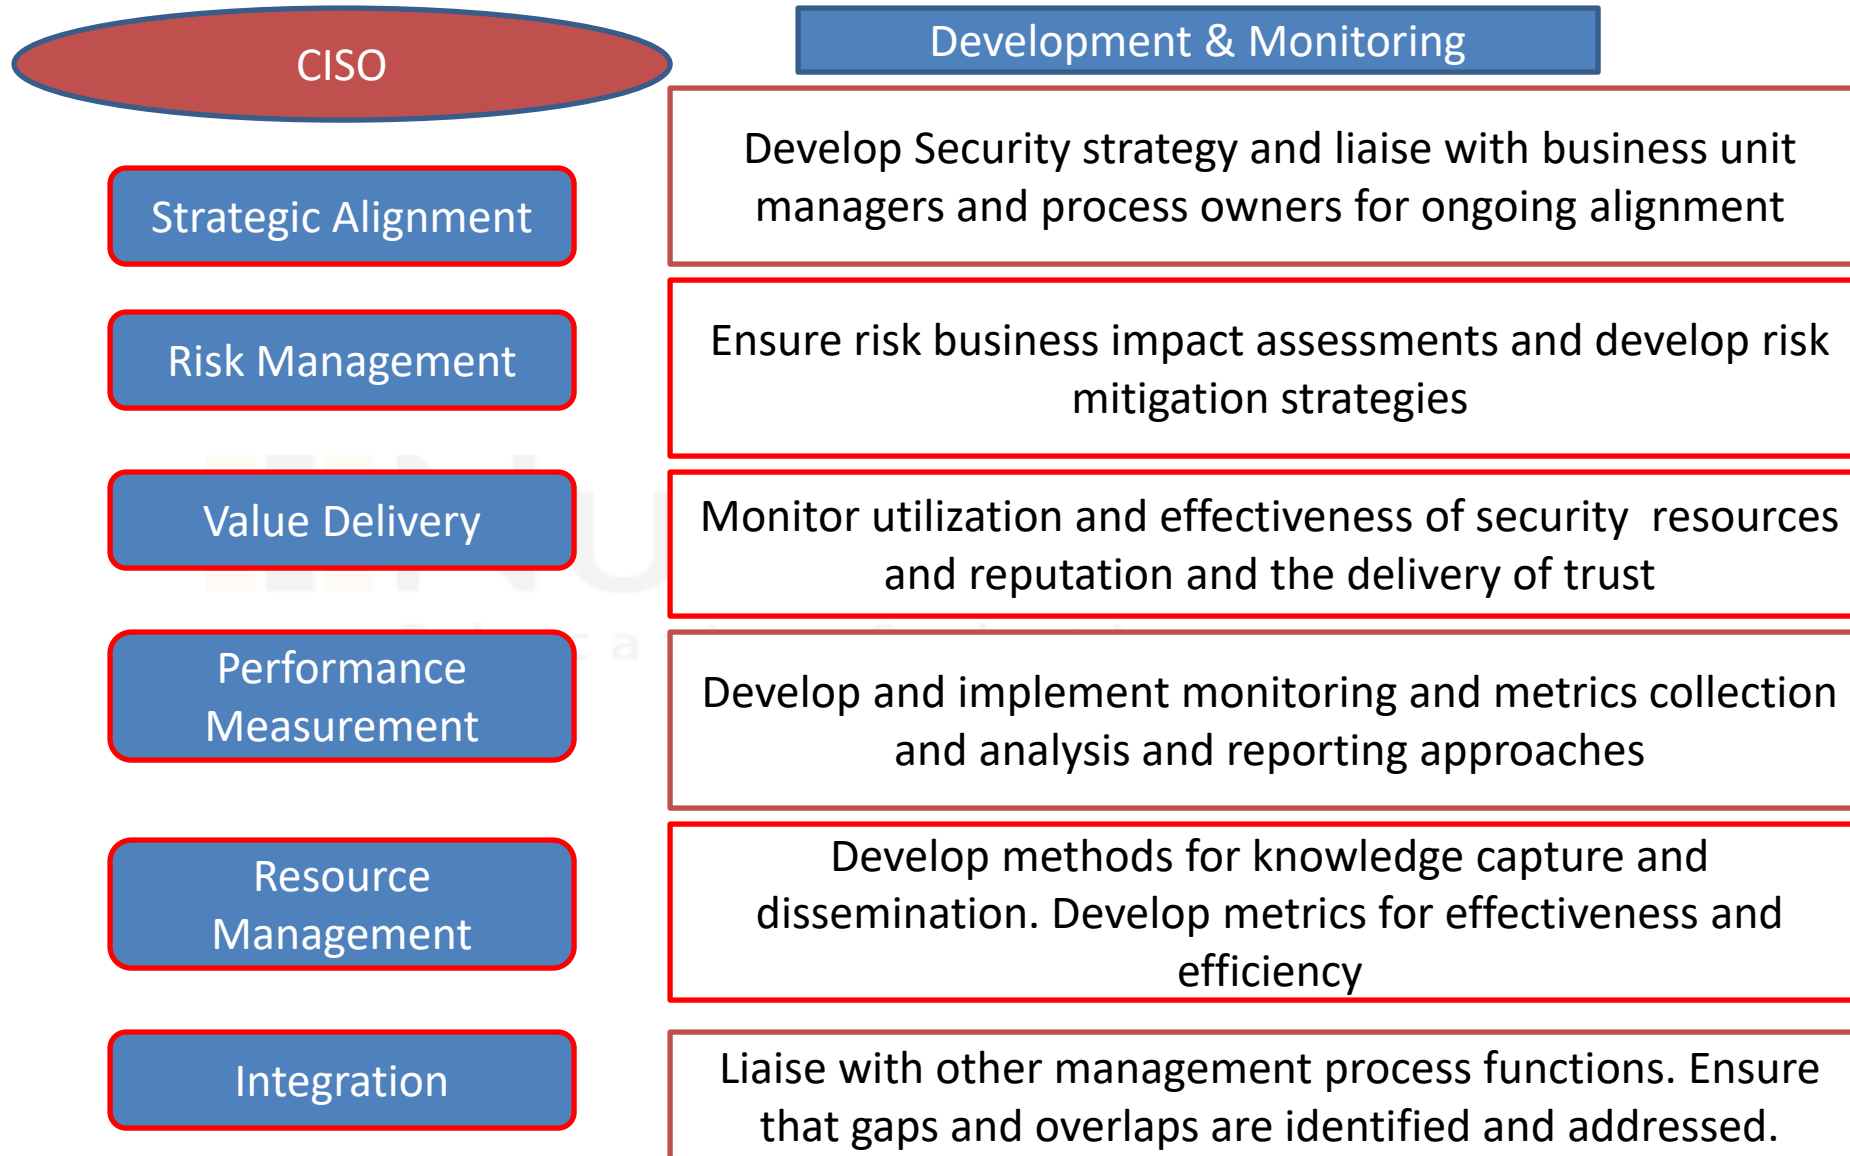 CISO
Development & Monitoring
Strategic Alignment
Develop Security strategy and liaise with business unit
managers and process owners for ongoing alignment
Risk Management
Ensure risk business impact assessments and develop risk
mitigation strategies
Value Delivery
Monitor utilization and effectiveness of security  resources
and reputation and the delivery of trust
Performance
Measurement
Develop and implement monitoring and metrics collection
and analysis and reporting approaches
Resource
Management
Develop methods for knowledge capture and
dissemination. Develop metrics for effectiveness and
efficiency
Integration
Liaise with other management process functions. Ensure
that gaps and overlaps are identified and addressed.